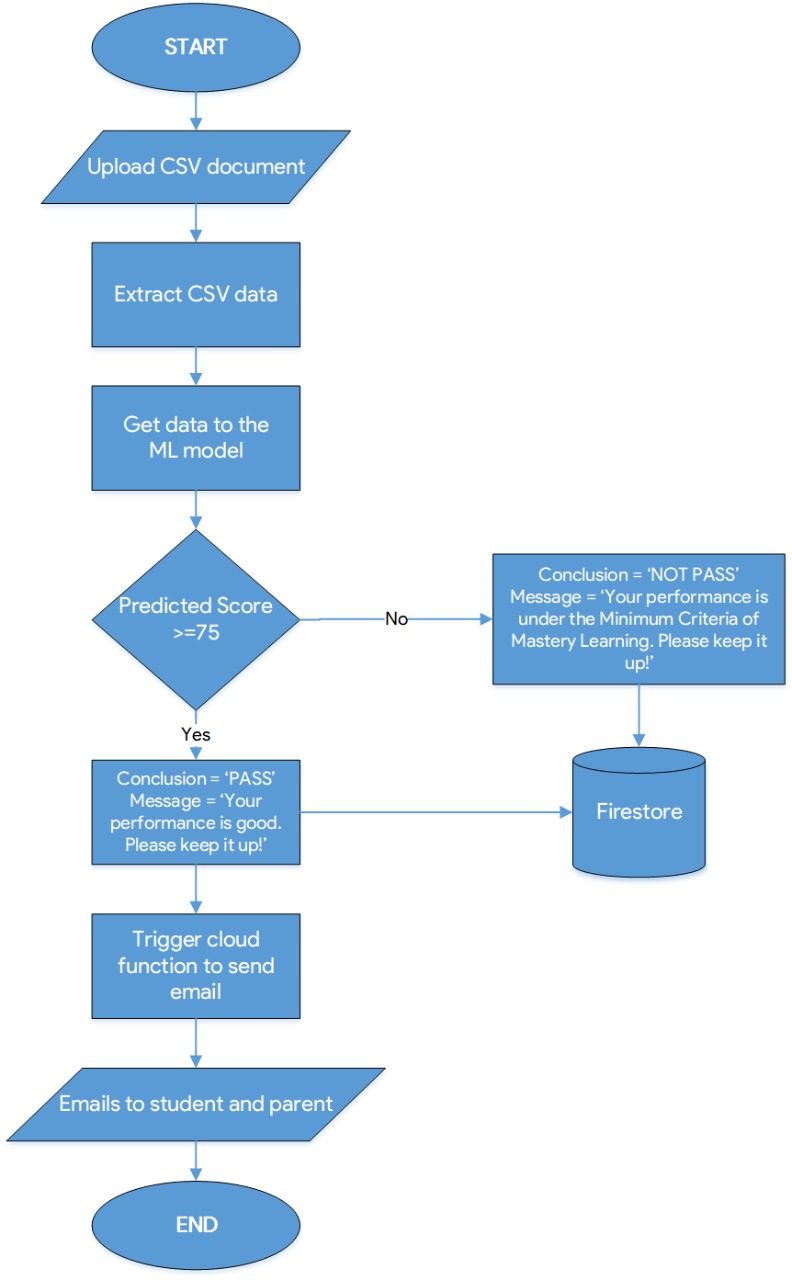 START
Upload CSV document
Extract CSV data
Get data to the
ML model
Predicted Score
>=75
No
Conclusion = ‘NOT PASS’
Message = ‘Your performance is
under the Minimum Criteria of
Mastery Learning. Please keep it
up!’
Yes
Conclusion = ‘PASS’
Message = ‘Your
performance is good.
Please keep it up!’
Firestore
Trigger cloud
function to send
email
Emails to student and parent
END